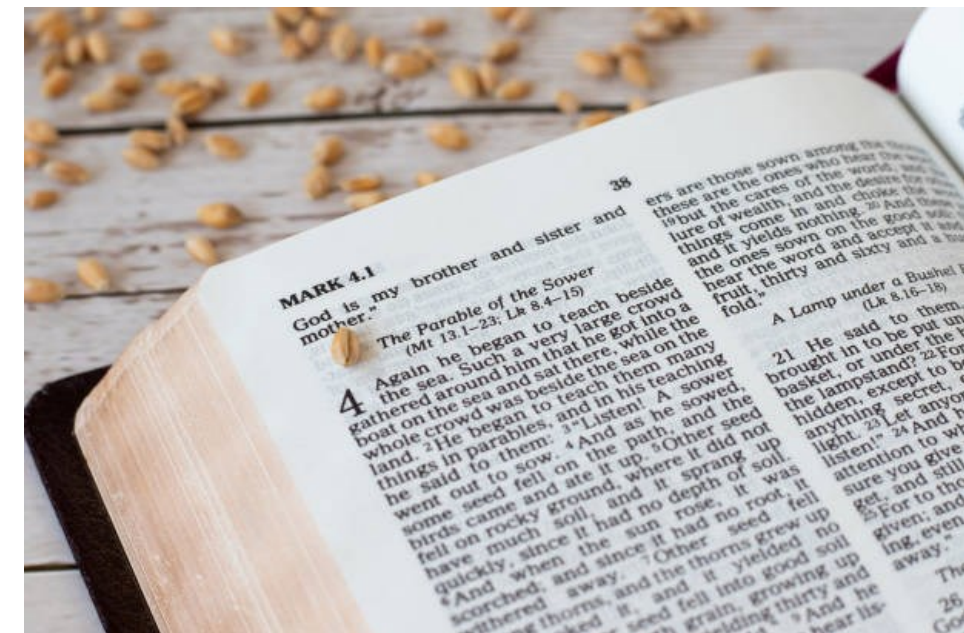 38
MARK 4.1
God is my brother and sister and
mother."
The Parable of the Sower
(Mt 13.1–23; Lk 8.4–15)
4 Again he began to teach beside
the sea. Such a very large crowd
gathered around him that he got into a
boat on the sea and sat there, while the
whole crowd was beside the sea on the
land. 2 He began to teach them many
things in parables, and in his teaching
he said to them: 3 "Listen! A sower
went out to sow. 4 And as he sowed,
some seed fell on the path, and the
birds came and ate it up. 5 Other seed
fell on rocky ground, where it did not
have much soil, and it sprang up
quickly, since it had no depth of soil.
6 And when the sun rose, it was
scorched; and since it had no root, it
withered away. 7 Other seed fell
thorns, and the thorns grew up
it, and it yielded no
seed fell into good soil
grain, growing up
thirty and
9 And he
hear lis-
ers are those sown among the
these are the ones who hear the
19 but the cares of the world, and
lure of wealth, and the desire
things come in and choke the
and it yields nothing. 20 And
the ones sown on the good soil:
hear the word and accept it and
fruit, thirty and sixty and a
fold."
A Lamp under a Bushel
(Lk 8.16–18)
21 He said to them,
brought in to be put un
basket, or under the
the lampstand? 22 For
hidden, except to be
anything secret,
light. 23 Let anyo
listen!" 24 And
attention to wh
sure you give
get, and still
25 For to th
given; and
ing, even
away."
The
26